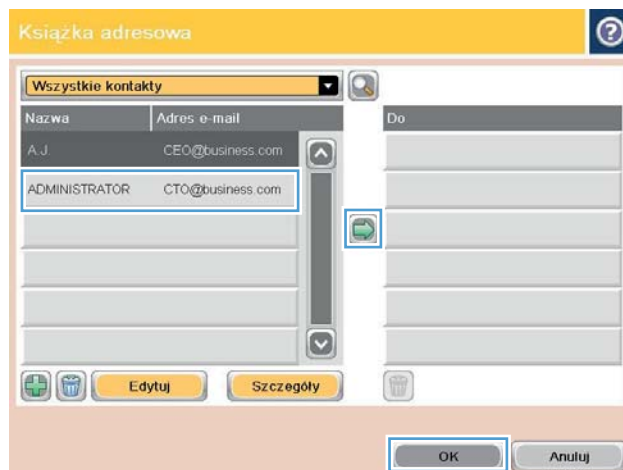 Książka adresowa
?
Wszystkie kontakty
Nazwa Adres e-mail Do
A.J. CEO@business.com
ADMINISTRATOR CTO@business.com
Edytuj Szczegóły
OK Anuluj